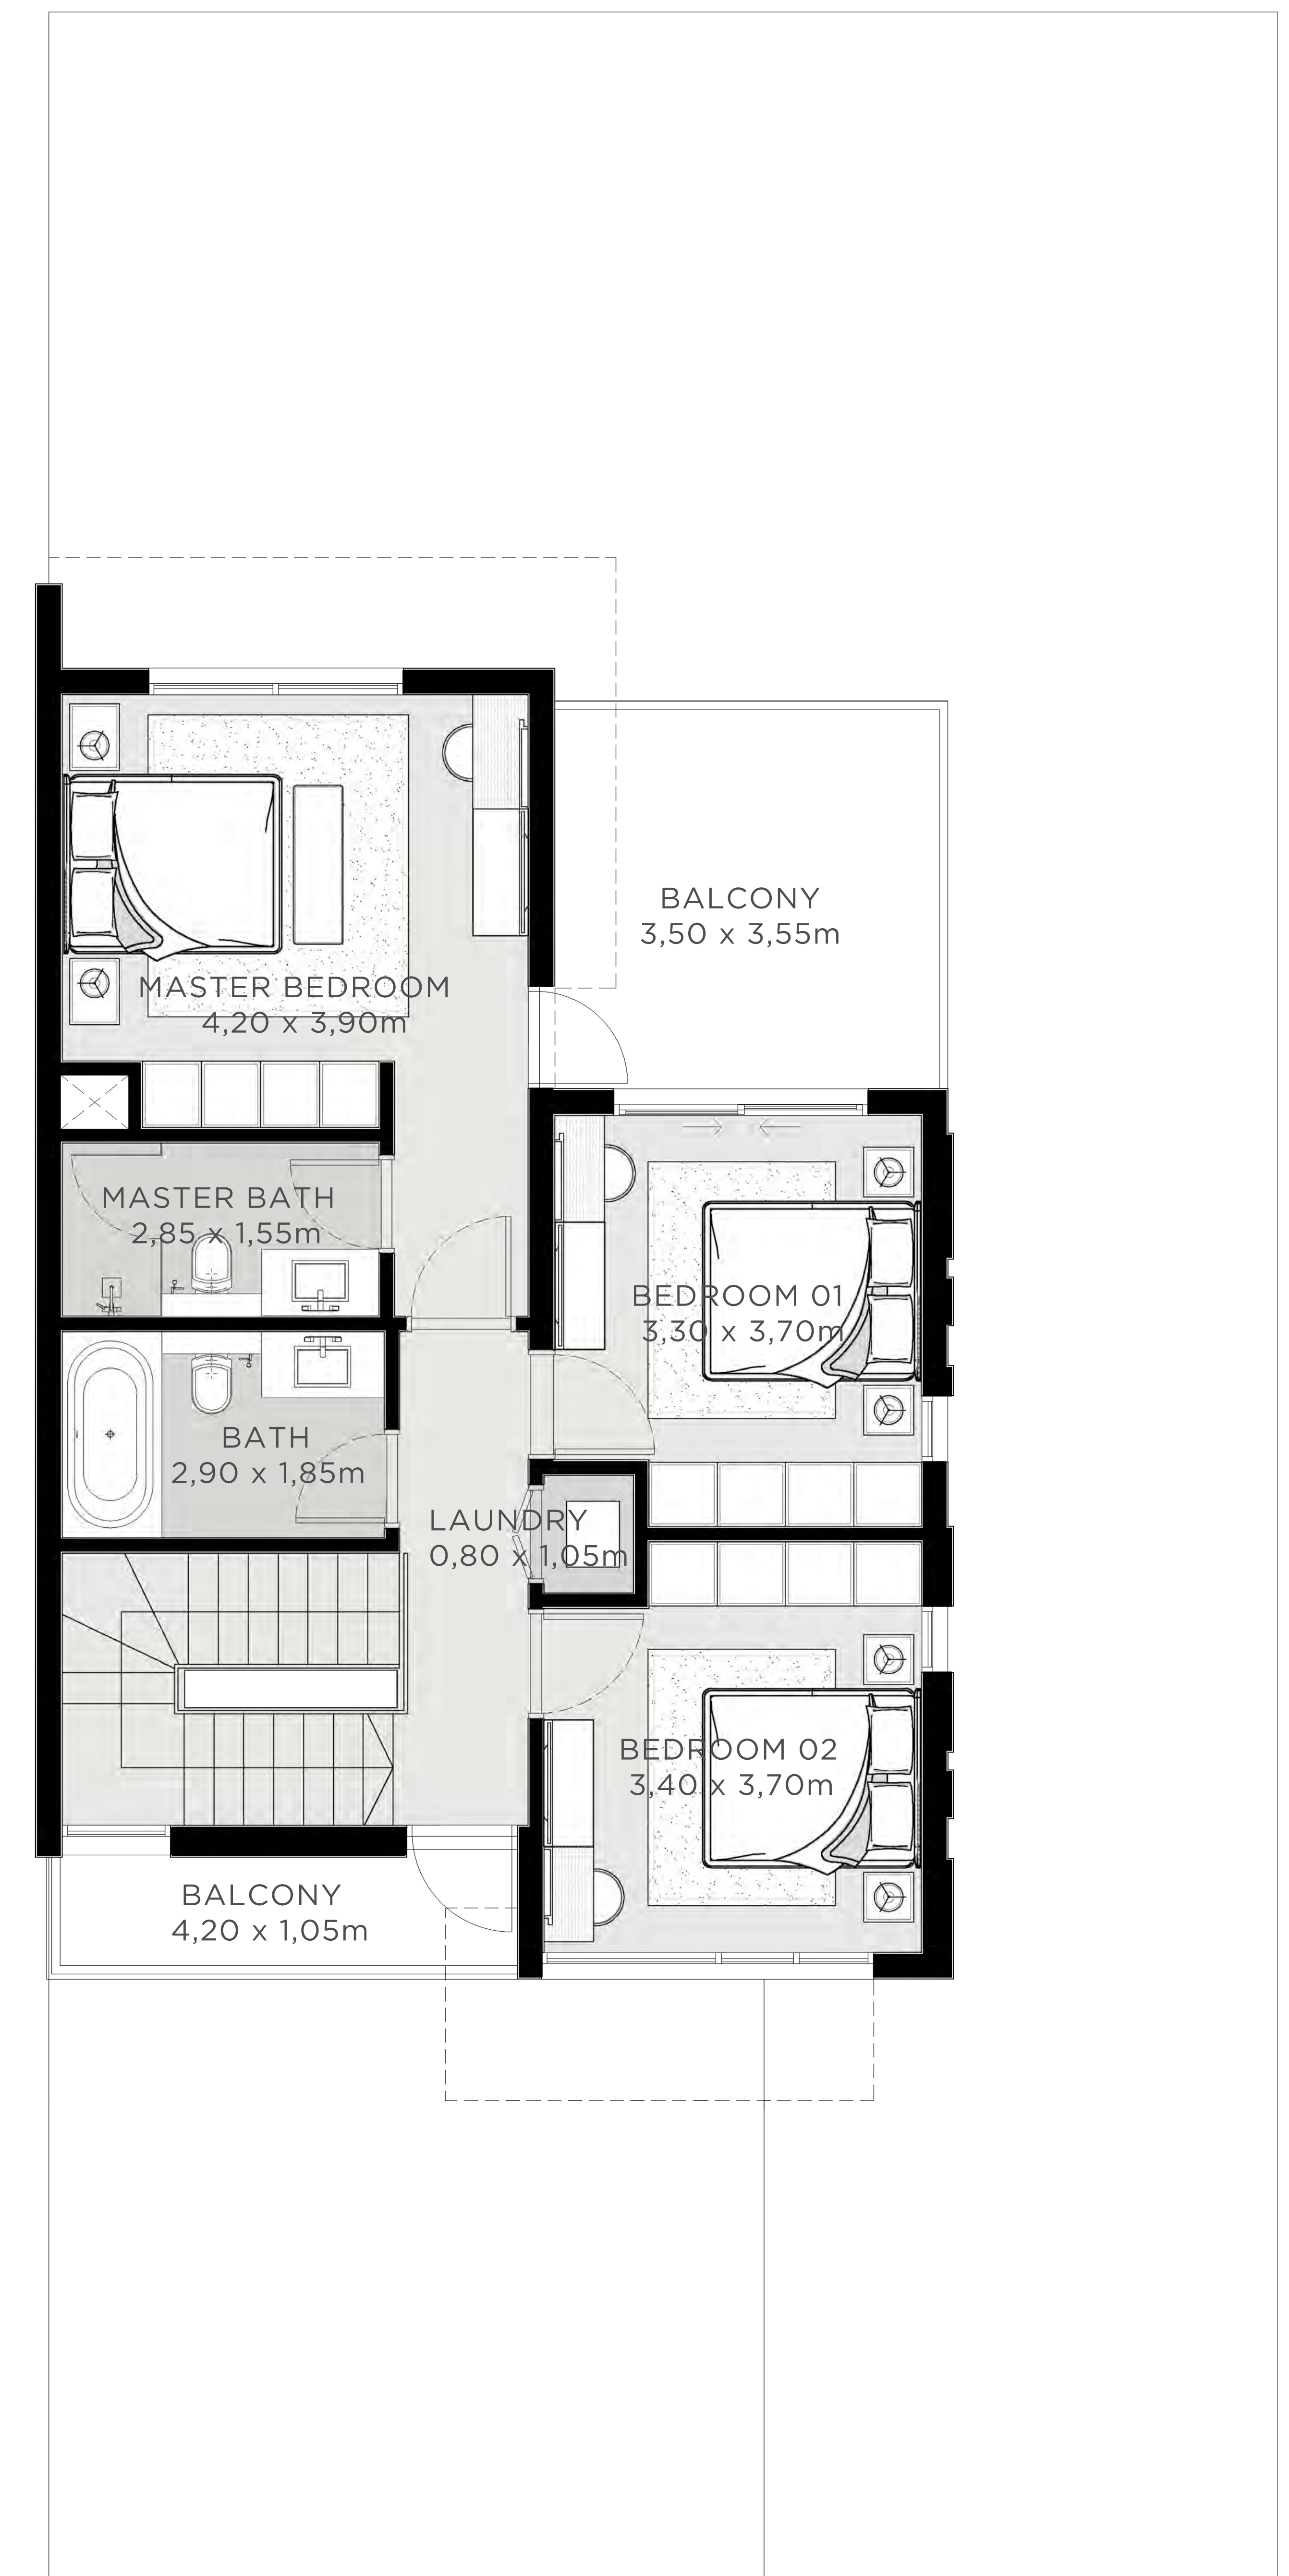 BALCONY
3,50 x 3,55m
MASTER BEDROOM
4,20 x 3,90m
MASTER BATH
2,85 x 1,55m
BEDROOM 01
3,30 x 3,70m
BATH
2,90 x 1,85m
LAUNDRY
0,80 x 1,05m
BEDROOM 02
3,40 x 3,70m
BALCONY
4,20 x 1,05m